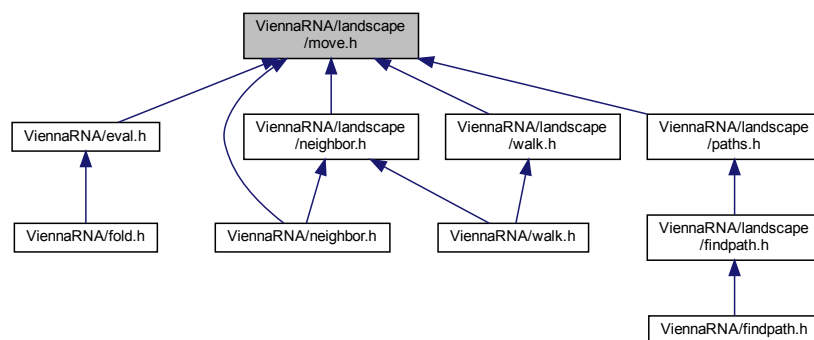 ViennaRNA/landscape
/move.h
ViennaRNA/eval.h
ViennaRNA/landscape
/neighbor.h
ViennaRNA/landscape
/walk.h
ViennaRNA/landscape
/paths.h
ViennaRNA/fold.h
ViennaRNA/neighbor.h
ViennaRNA/walk.h
ViennaRNA/landscape
/findpath.h
ViennaRNA/findpath.h